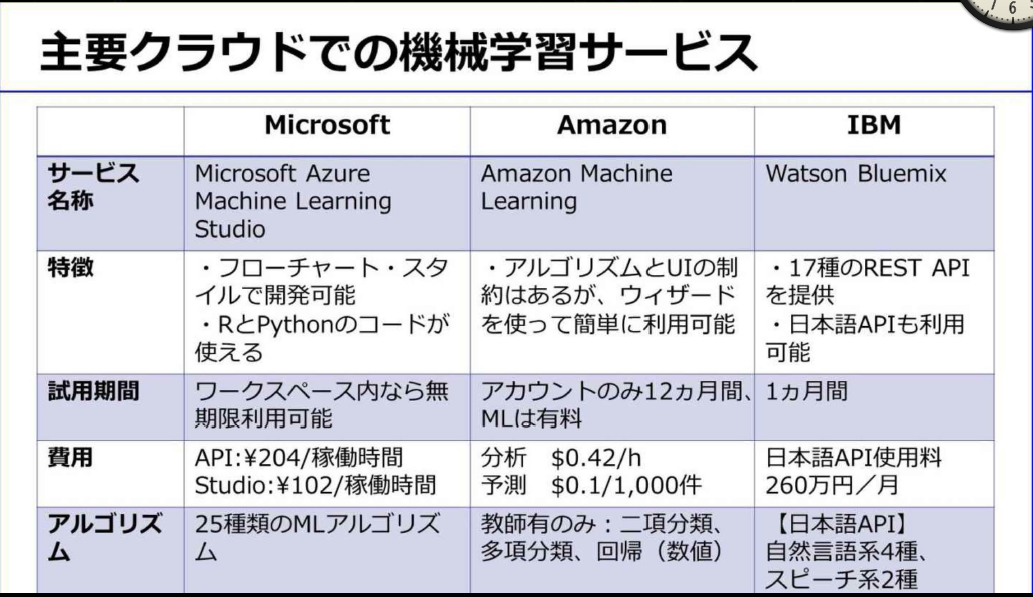 主要クラウドでの機械学習サービス
6
Microsoft
Amazon
IBM
サービス
名称
Microsoft Azure
Machine Learning
Studio
Amazon Machine
Learning
Watson Bluemix
特徴
・フローチャート・スタ
イルで開発可能
・RとPythonのコードが
使える
・アルゴリズムとUIの制
約はあるが、ウィザード
を使って簡単に利用可能
・17種のREST API
を提供
・日本語APIも利用
可能
試用期間
ワークスペース内なら無
期限利用可能
アカウントのみ12ヵ月間、
MLは有料
1ヵ月間
費用
API:¥204/稼働時間
Studio:¥102/稼働時間
分析 $0.42/h
予測 $0.1/1,000件
日本語API使用料
260万円／月
アルゴリズ
ム
25種類のMLアルゴリズ
ム
教師有のみ：二項分類、
多項分類、回帰（数値）
【日本語API】
自然言語系4種、
スピーチ系2種